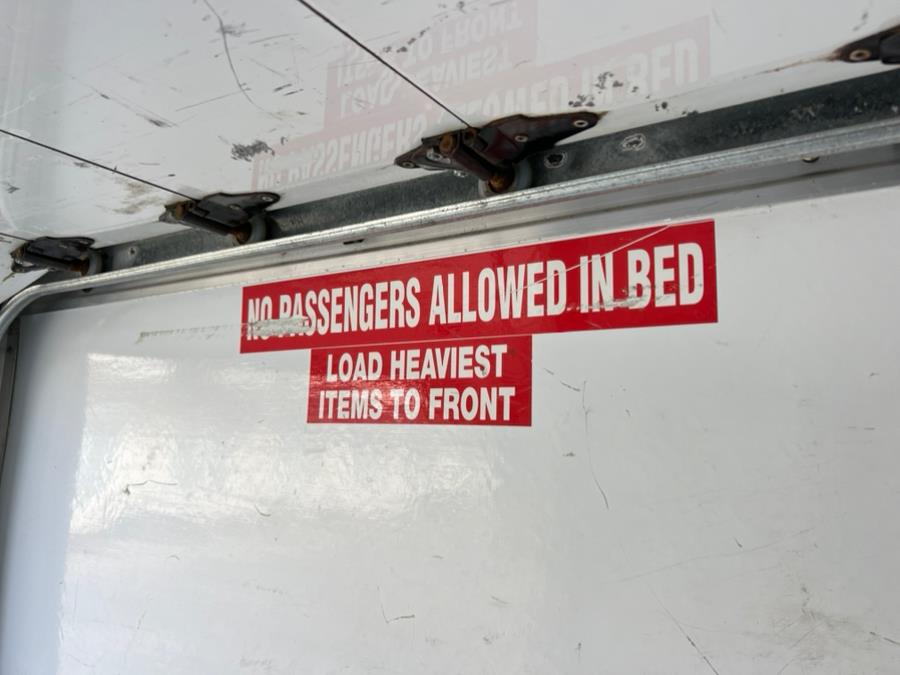 NO PASSENGERS ALLOWED IN BED
LOAD HEAVIEST
ITEMS TO FRONT